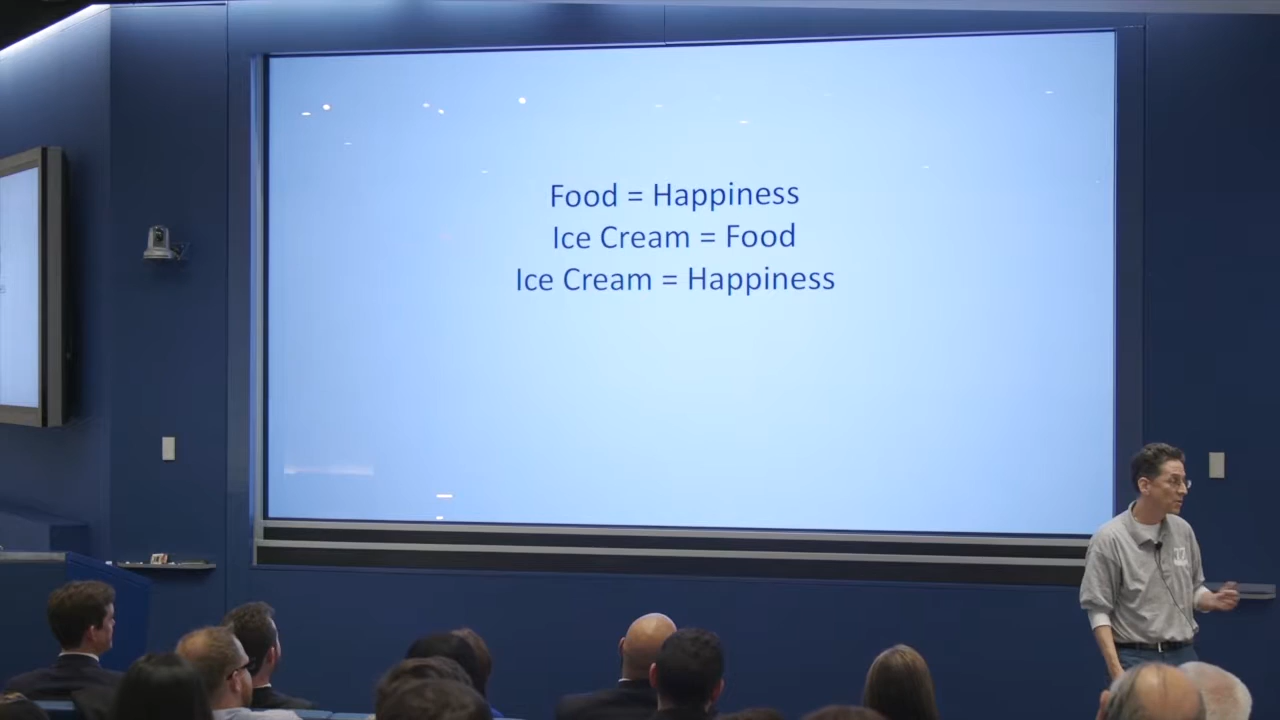 Food = Happiness
Ice Cream = Food
Ice Cream = Happiness